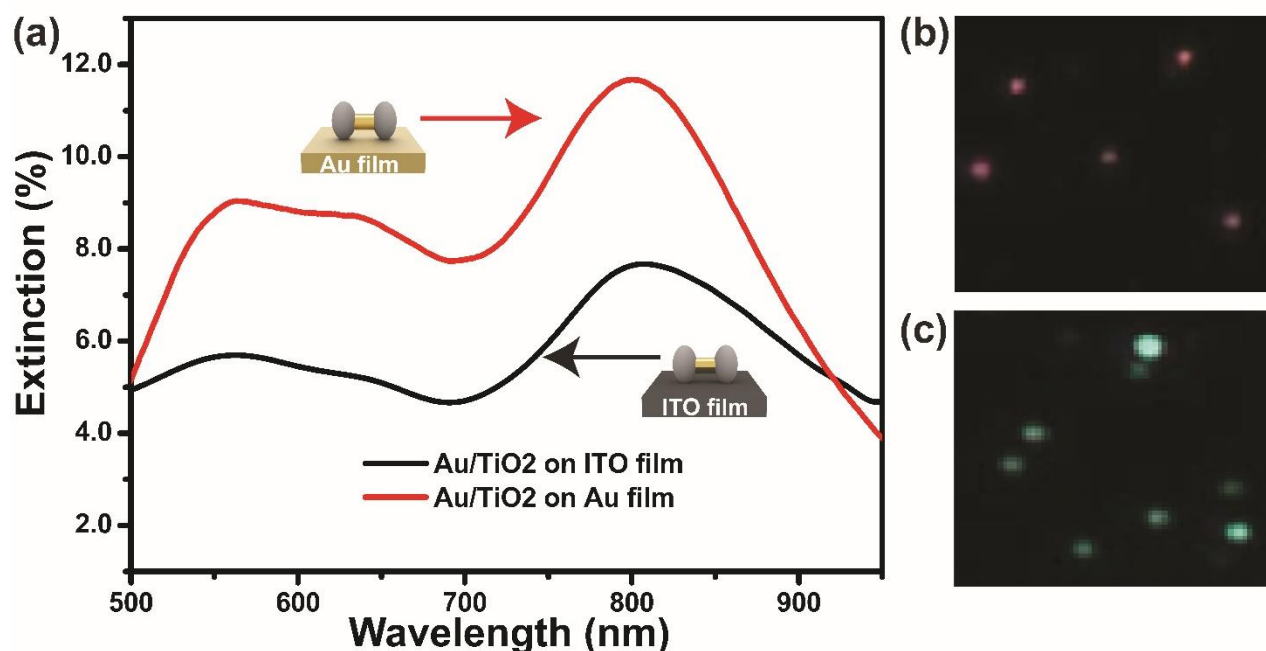 (a)
Extinction (%)
12.0
10.0
8.0
6.0
4.0
2.0
Au film
ITO film
Au/TiO2 on ITO film
Au/TiO2 on Au film
500
600
700
800
900
Wavelength (nm)
(b)
(c)